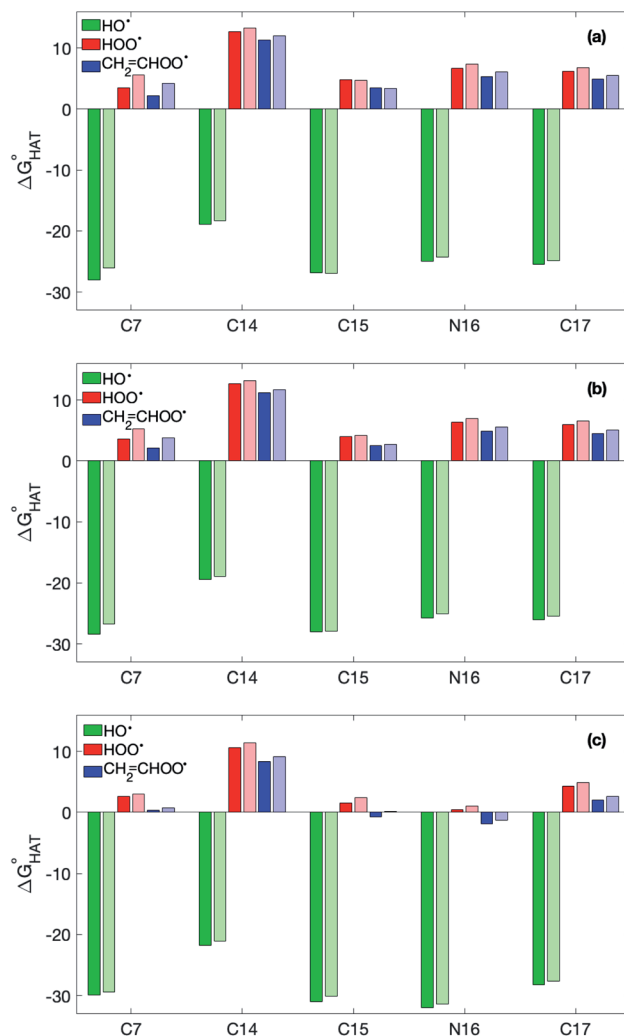 (a)
HO•
HOO•
CH2=CHOO•
10
0
-10
-20
-30
ΔG°HAT
C7 C14 C15 N16 C17
(b)
HO•
HOO•
CH2=CHOO•
10
0
-10
-20
-30
ΔG°HAT
C7 C14 C15 N16 C17
(c)
HO•
HOO•
CH2=CHOO•
10
0
-10
-20
-30
ΔG°HAT
C7 C14 C15 N16 C17